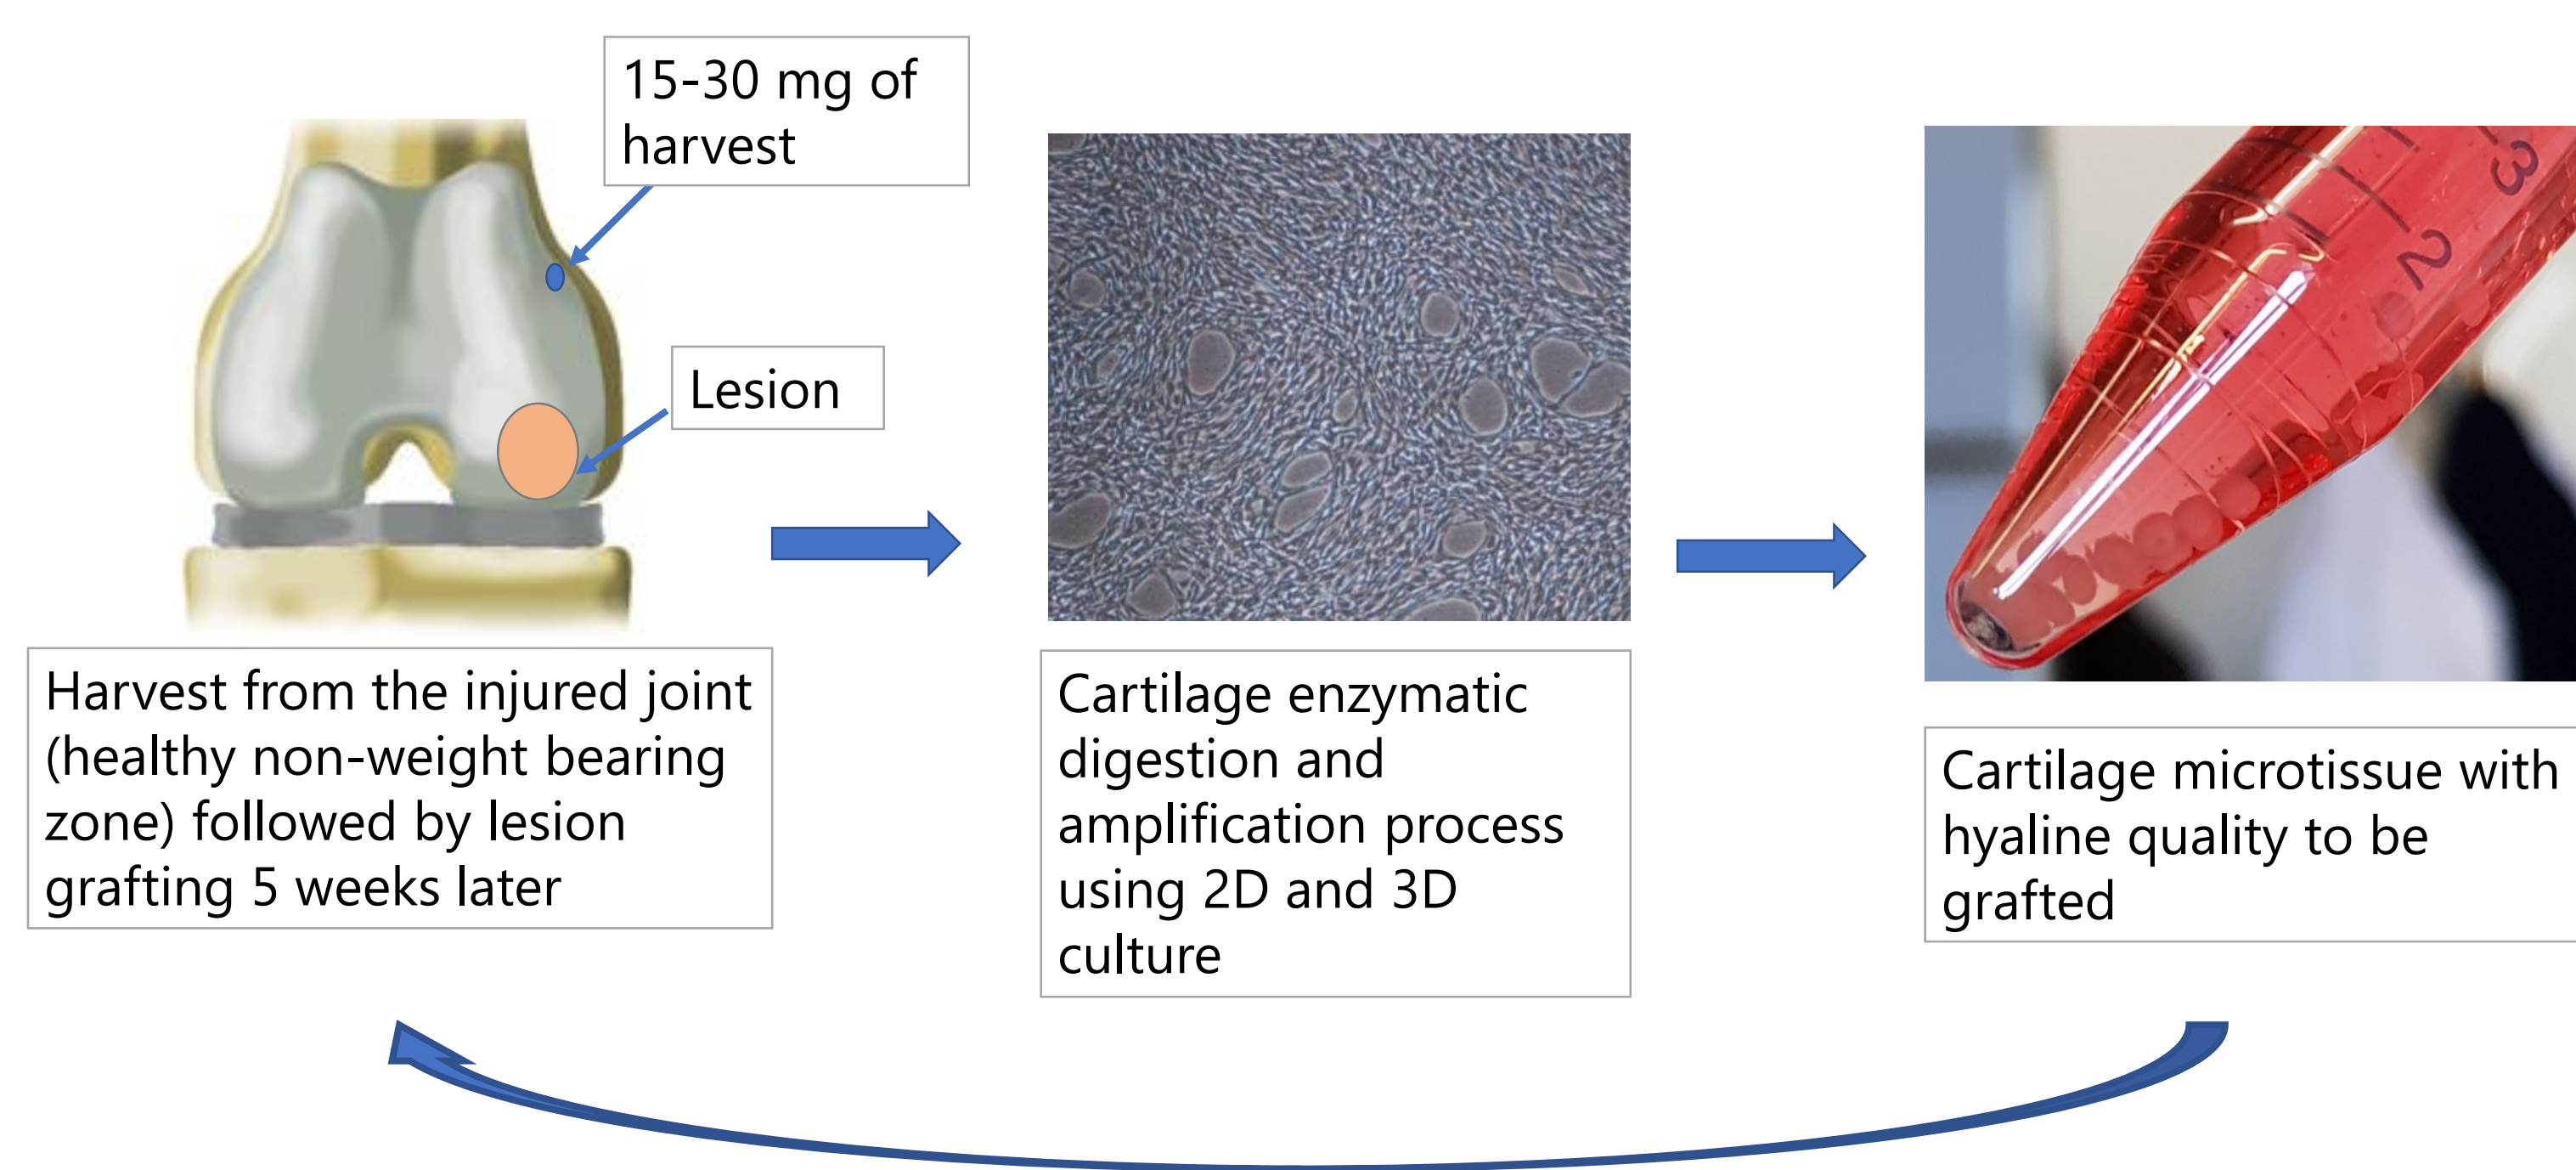 15-30 mg of
harvest
Lesion
Harvest from the injured joint
(healthy non-weight bearing
zone) followed by lesion
grafting 5 weeks later
Cartilage enzymatic
digestion and
amplification process
using 2D and 3D
culture
3
2
Cartilage microtissue with
hyaline quality to be
grafted